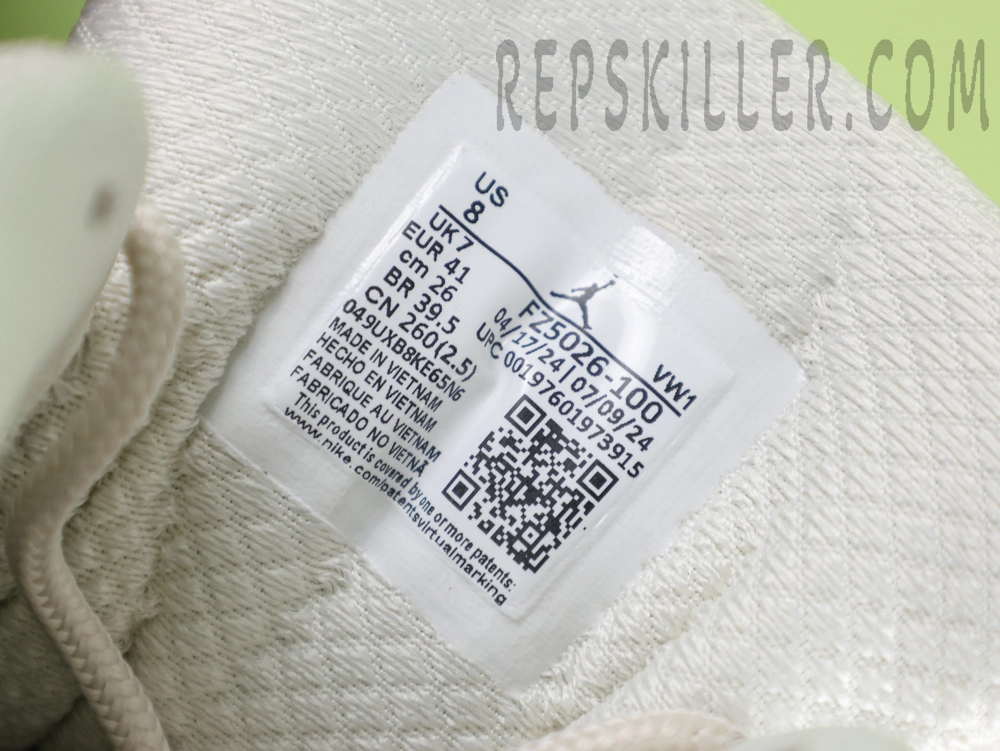 REPSKILLER.COM
US
8
UK 7
EUR 41
cm 26
BR 39.5
CN 260(2.5)
049UXB8KE65N6
MADE IN VIETNAM
HECHO EN VIETNAM
FABRIQUE AU VIETNAM
FABRICADO NO VIETNÃ
This product is covered by one or more patents:
www.nike.com/patentsvirtualmarking
VW1
FZ5026-100
04/17/24 | 07/09/24
UPC 00197601973915